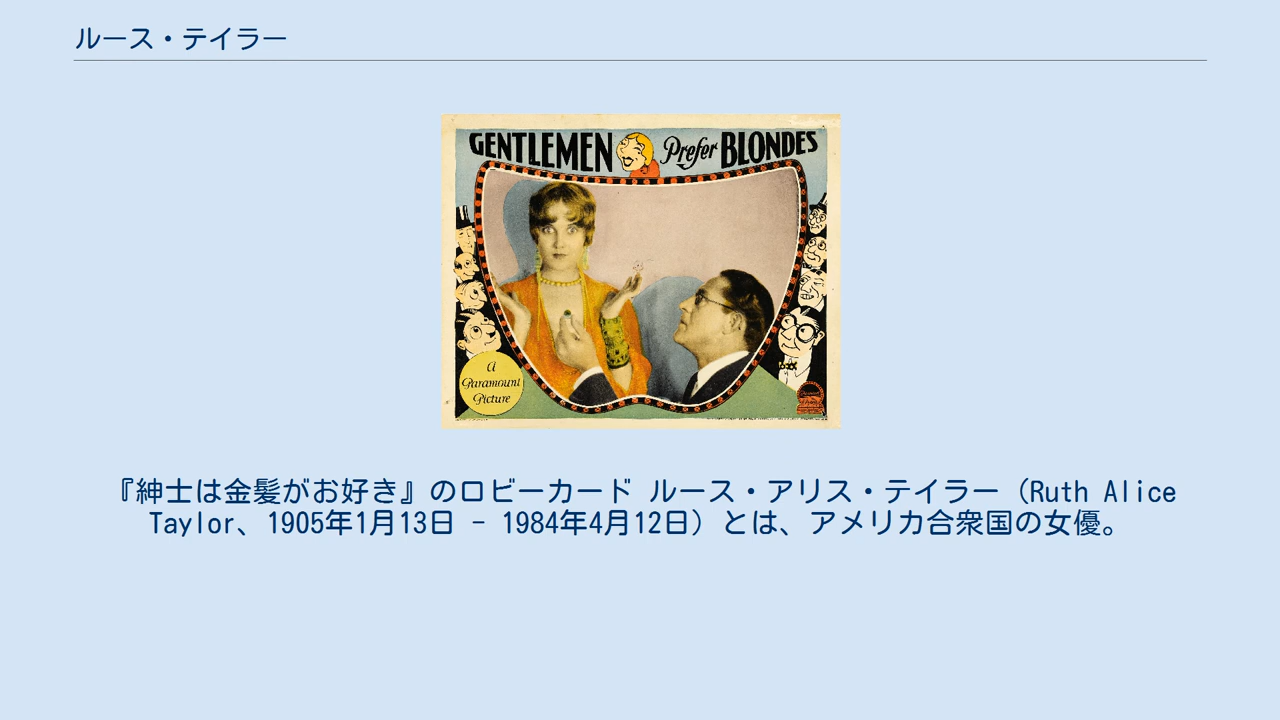 ルース・テイラー
GENTLEMEN Prefer BLONDES
A
Paramount
Picture
『紳士は金髪がお好き』のロビーカード ルース・アリス・テイラー（Ruth Alice
Taylor、1905年1月13日 - 1984年4月12日）とは、アメリカ合衆国の女優。